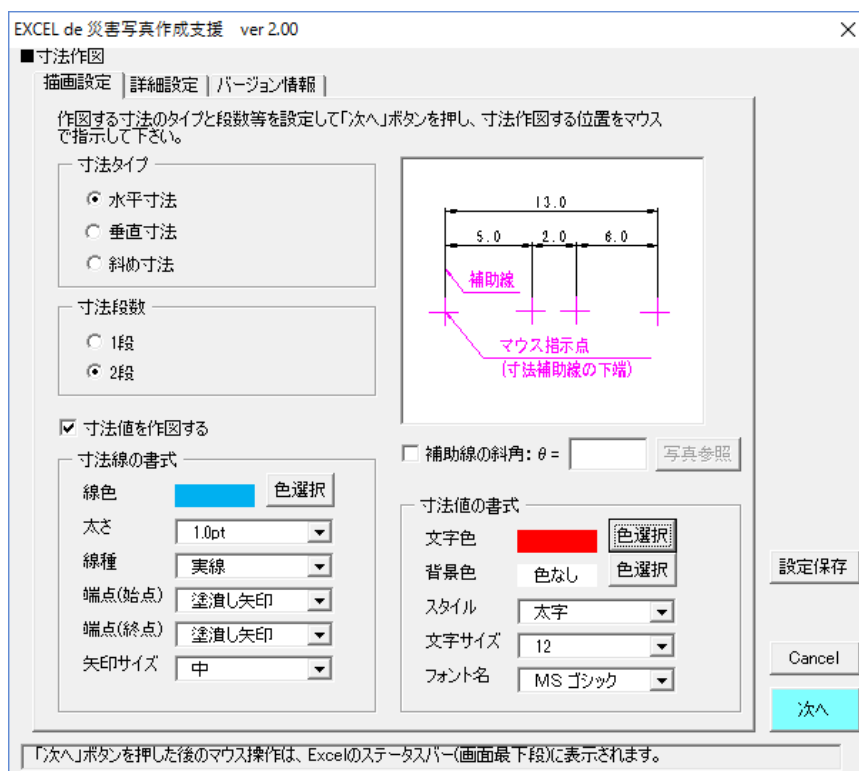 EXCEL de 災害写真作成支援 ver 2.00
■寸法作図
描画設定 詳細設定 バージョン情報
作図する寸法のタイプと段数等を設定して「次へ」ボタンを押し、寸法作図する位置をマウス
で指示して下さい。
寸法タイプ
水平寸法
垂直寸法
斜め寸法
寸法段数
1段
2段
13.0
5.0 2.0 6.0
補助線
マウス指示点
(寸法補助線の下端)
寸法値を作図する
補助線の斜角:θ=
写真参照
寸法線の書式
線色 色選択
太さ 1.0pt
線種 実線
端点(始点) 塗潰し矢印
端点(終点) 塗潰し矢印
矢印サイズ 中
寸法値の書式
文字色 色選択
背景色 色なし 色選択
スタイル 太字
文字サイズ 12
フォント名 MS ゴシック
設定保存
Cancel
次へ
「次へ」ボタンを押した後のマウス操作は、Excelのステータスバー(画面最下段)に表示されます。